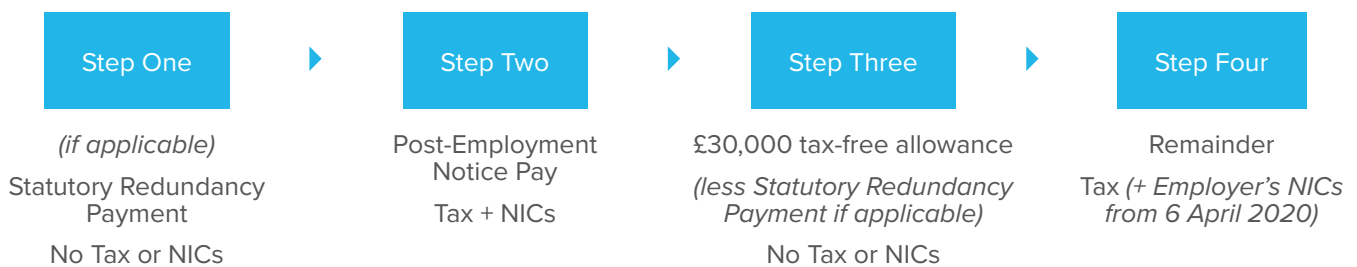 Step One
Step Two
Step Three
Step Four
(if applicable)
Statutory Redundancy
Payment
No Tax or NICs
Post-Employment
Notice Pay
Tax + NICs
£30,000 tax-free allowance
(less Statutory Redundancy
Payment if applicable)
No Tax or NICs
Remainder
Tax (+ Employer’s NICs
from 6 April 2020)